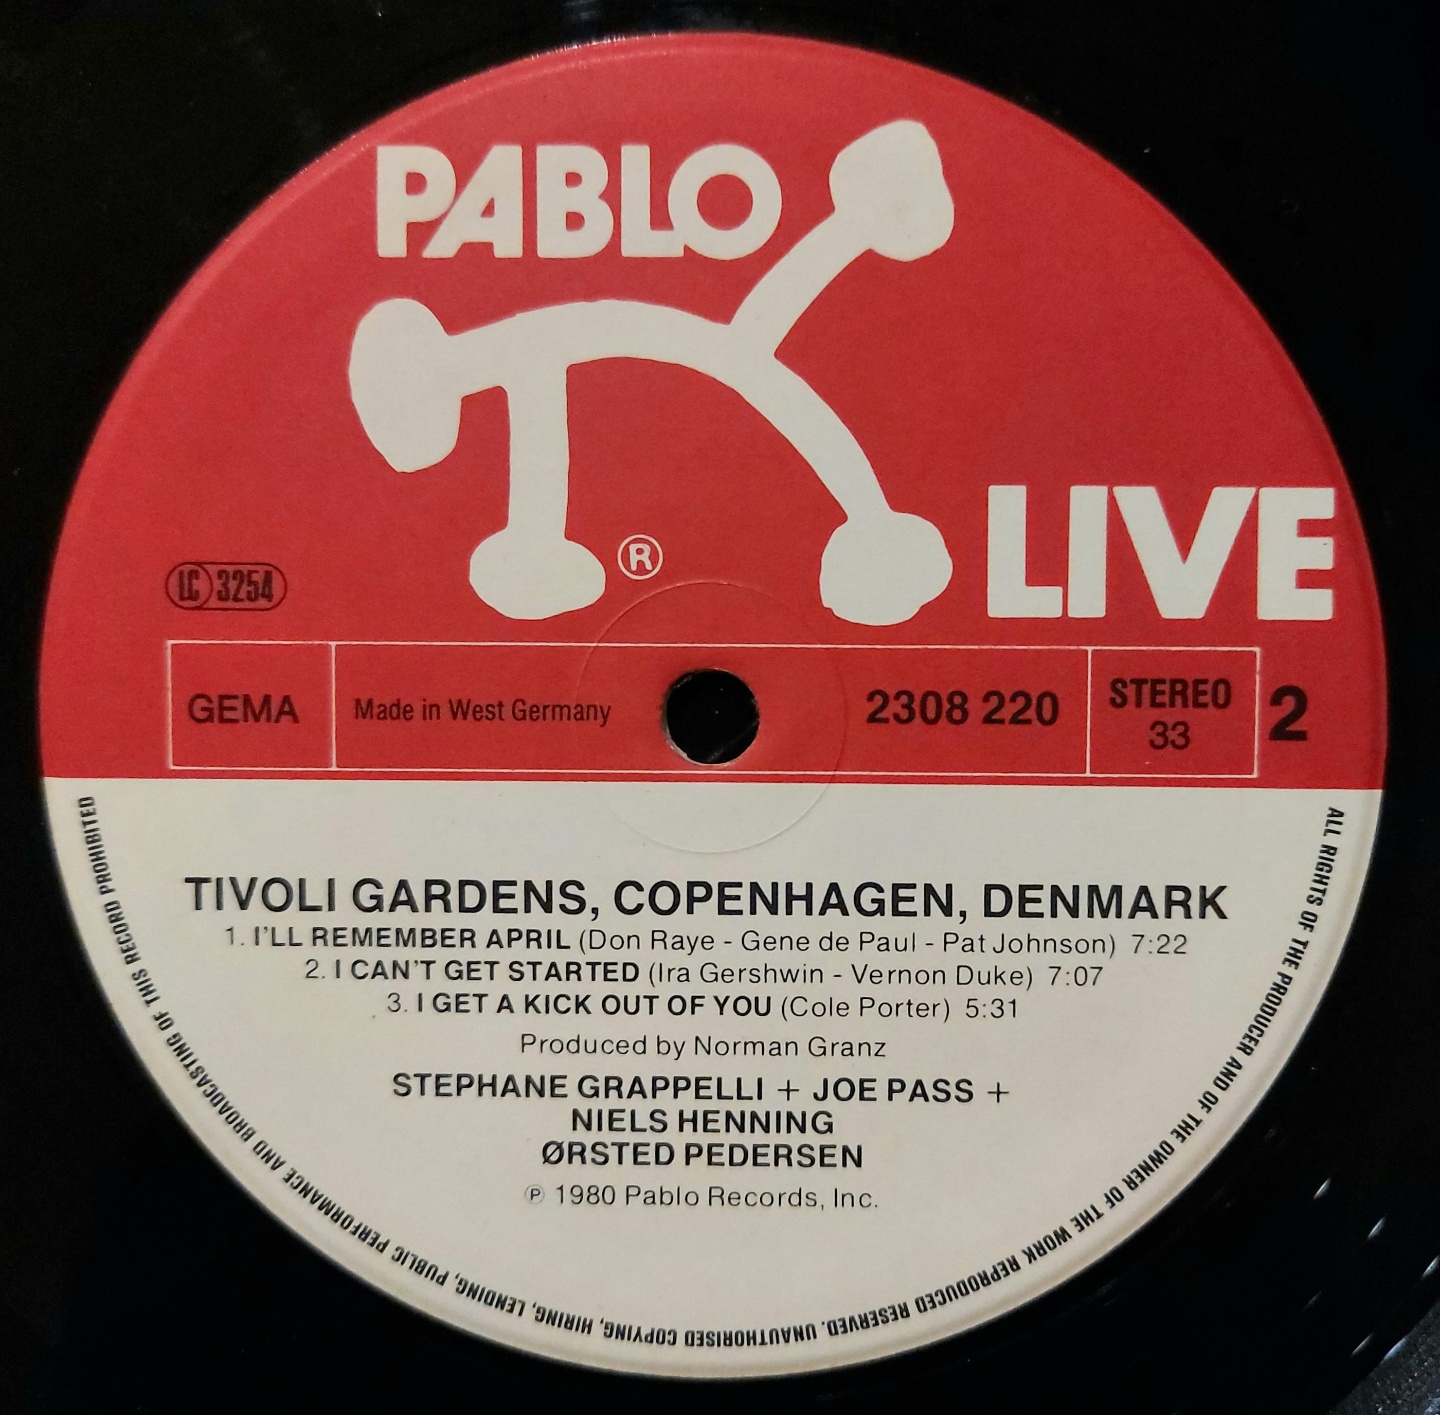 PABLO
LIVE
®
LC 3254
GEMA
Made in West Germany
2308 220
STEREO
33
2
TIVOLI GARDENS, COPENHAGEN, DENMARK
1. I'LL REMEMBER APRIL (Don Raye - Gene de Paul - Pat Johnson) 7:22
2. I CAN'T GET STARTED (Ira Gershwin - Vernon Duke) 7:07
3. I GET A KICK OUT OF YOU (Cole Porter) 5:31
Produced by Norman Granz
STEPHANE GRAPPELLI + JOE PASS +
NIELS HENNING
ØRSTED PEDERSEN
℗ 1980 Pablo Records, Inc.
ALL RIGHTS OF THE PRODUCER AND OF THE OWNER OF THE WORK REPRODUCED RESERVED. UNAUTHORISED COPYING, HIRING, LENDING, PUBLIC PERFORMANCE AND BROADCASTING OF THIS RECORD PROHIBITED